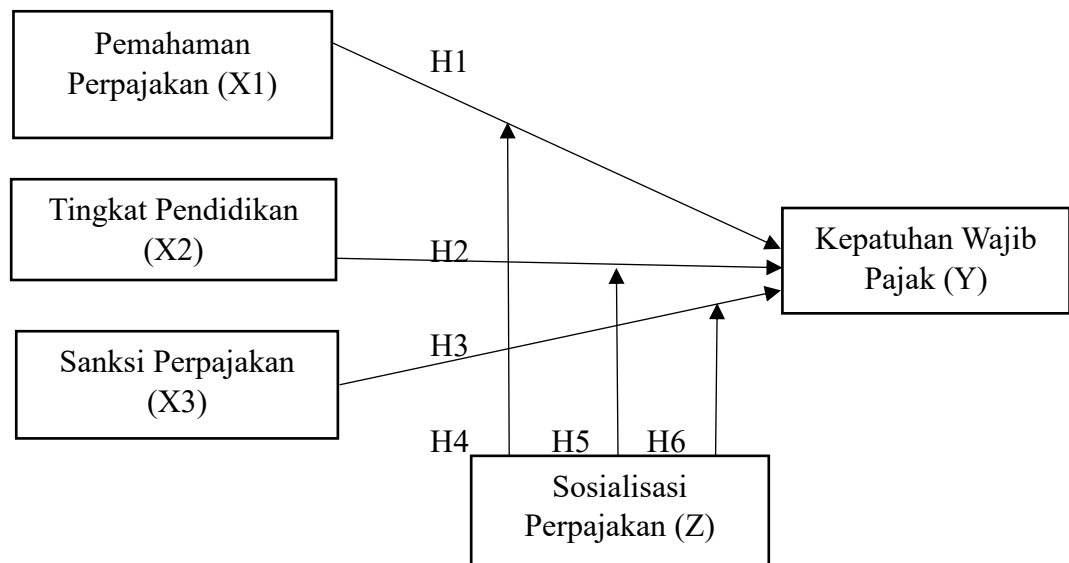 Pemahaman
Perpajakan (X1)
H1
Tingkat Pendidikan
(X2)
H2
Kepatuhan Wajib
Pajak (Y)
Sanksi Perpajakan
(X3)
H3
H4
H5
H6
Sosialisasi
Perpajakan (Z)